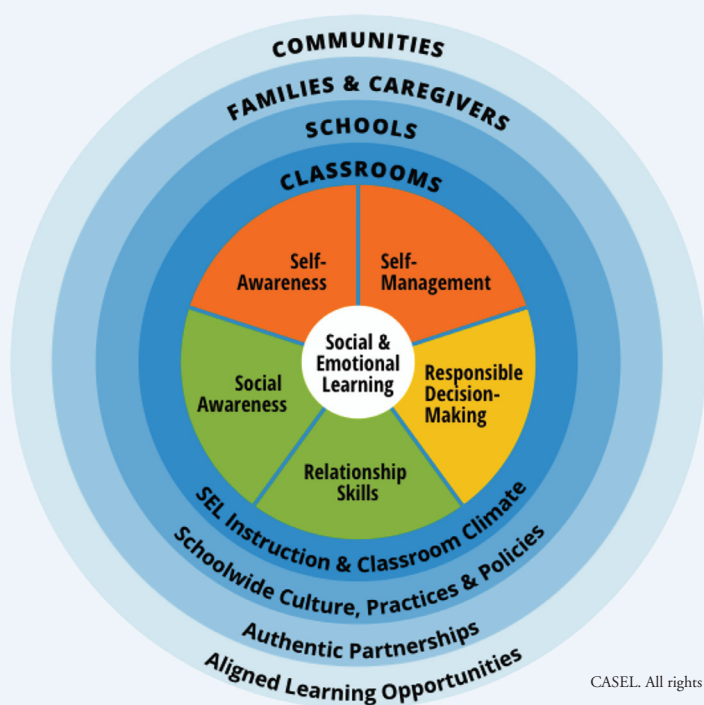 COMMUNITIES
FAMILIES & CAREGIVERS
SCHOOLS
CLASSROOMS
Self-
Awareness
Self-
Management
Social &
Emotional
Learning
Social
Awareness
Responsible
Decision-
Making
Relationship
Skills
SEL Instruction & Classroom Climate
Schoolwide Culture, Practices & Policies
Authentic Partnerships
Aligned Learning Opportunities
CASEL. All rights